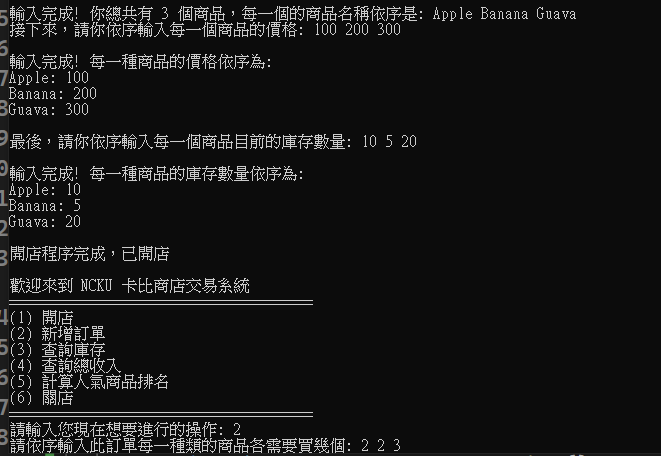 輸入完成! 你總共有 3 個商品，每一個的商品名稱依序是: Apple Banana Guava
接下來，請你依序輸入每一個商品的價格: 100 200 300
輸入完成! 每一種商品的價格依序為:
Apple: 100
Banana: 200
Guava: 300
最後，請你依序輸入每一個商品目前的庫存數量: 10 5 20
輸入完成! 每一種商品的庫存數量依序為:
Apple: 10
Banana: 5
Guava: 20
開店程序完成，已開店
歡迎來到 NCKU 卡比商店交易系統
(1) 開店
(2) 新增訂單
(3) 查詢庫存
(4) 查詢總收入
(5) 計算人氣商品排名
(6) 關店
請輸入您現在想要進行的操作: 2
請依序輸入此訂單每一種類的商品各需要買幾個: 2 2 3